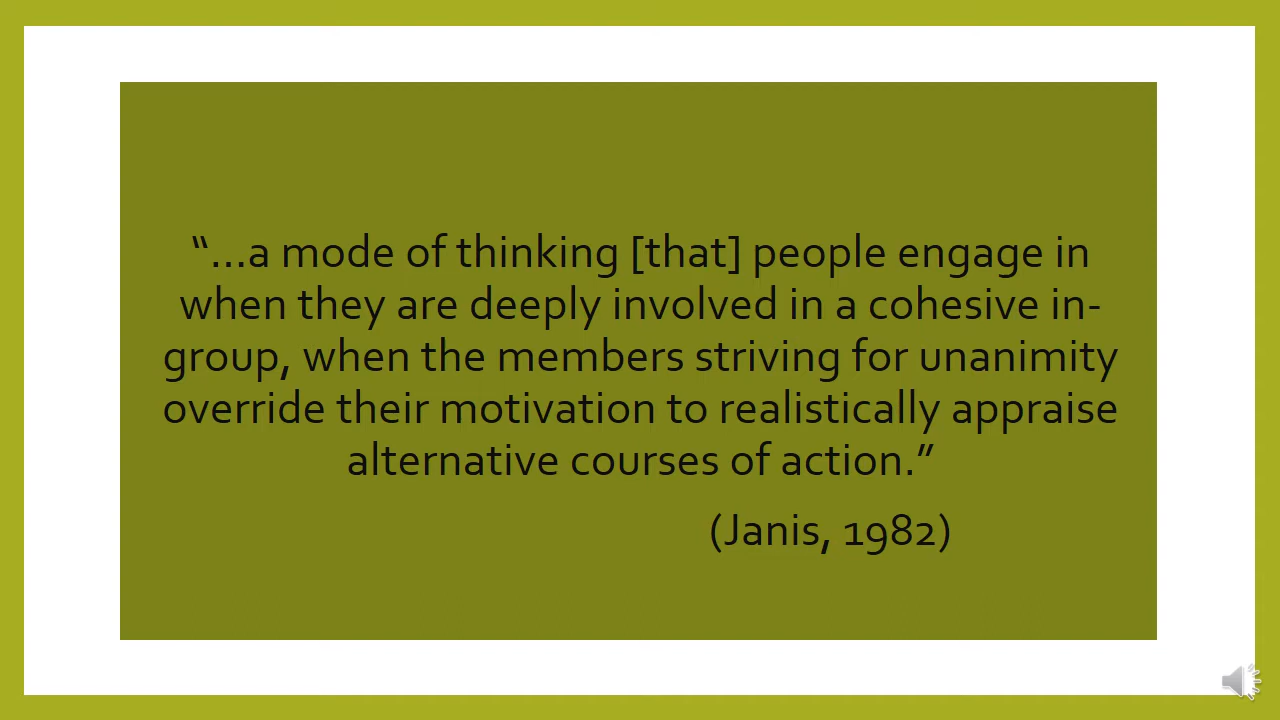 “…a mode of thinking [that] people engage in
when they are deeply involved in a cohesive in-
group, when the members striving for unanimity
override their motivation to realistically appraise
alternative courses of action.”
(Janis, 1982)